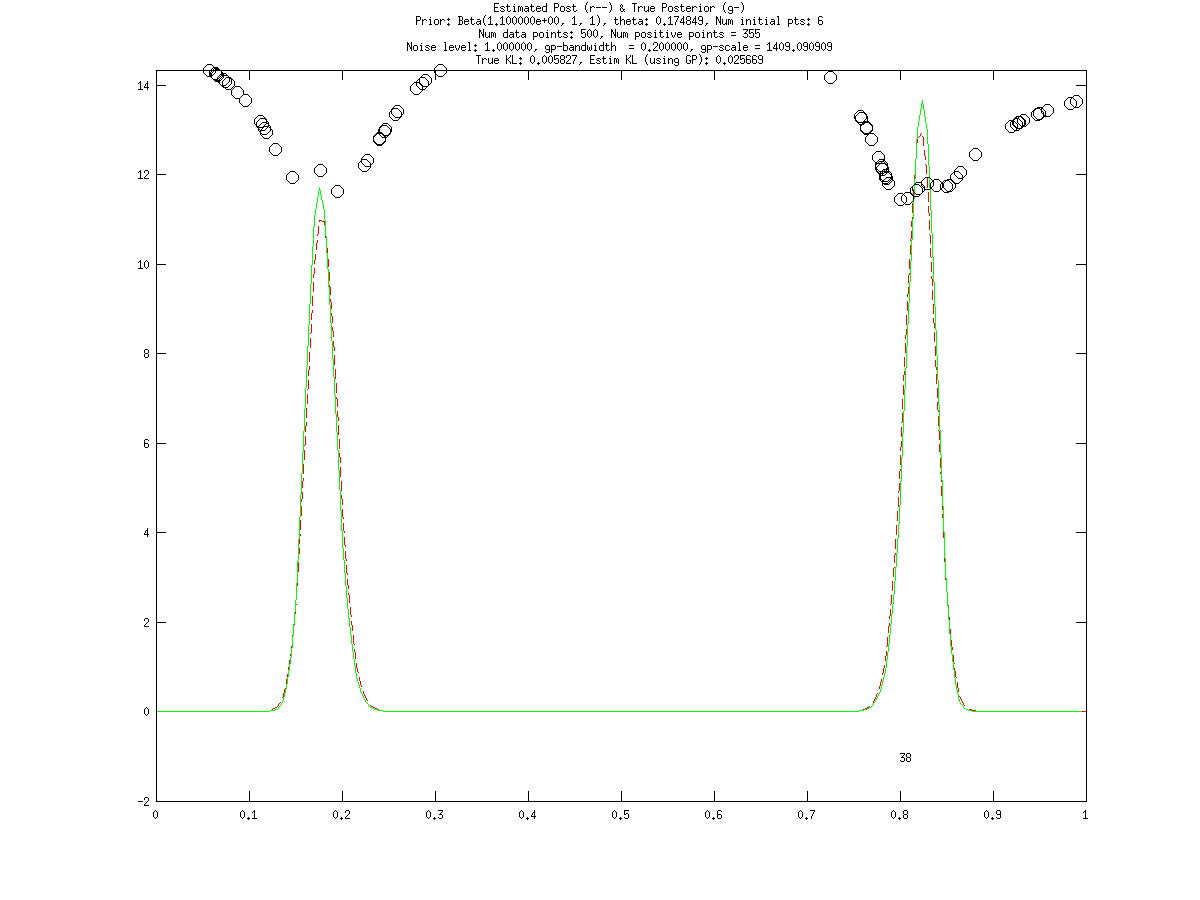 Estimated Post (r--) & True Posterior (g-)
Prior: Beta(1.100000e+00, 1, 1), theta: 0.174849, Num initial pts: 6
Num data points: 500, Num positive points = 355
Noise level: 1.000000, gp-bandwidth  = 0.200000, gp-scale = 1409.090909
True KL: 0.005827, Estim KL (using GP): 0.025669
14
12
10
8
6
4
2
0
38
-2
0 0.1 0.2 0.3 0.4 0.5 0.6 0.7 0.8 0.9 1